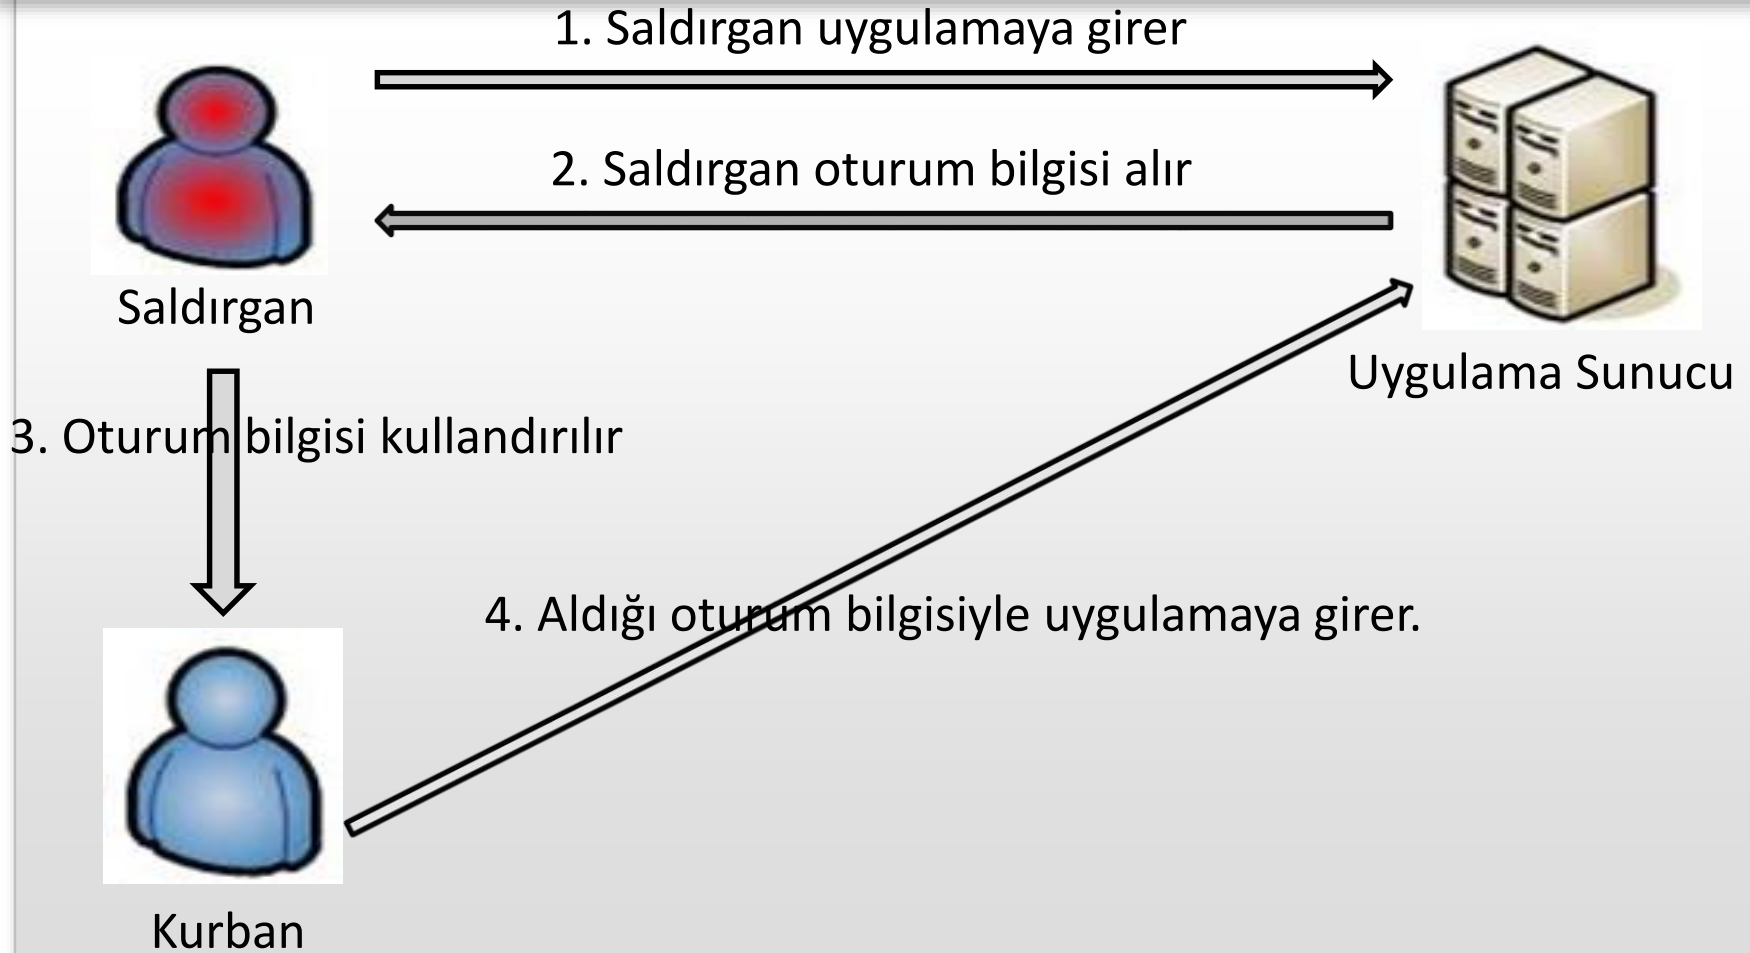 1. Saldırgan uygulamaya girer
2. Saldırgan oturum bilgisi alır
Saldırgan
Uygulama Sunucu
3. Oturum bilgisi kullandırılır
4. Aldığı oturum bilgisiyle uygulamaya girer.
Kurban